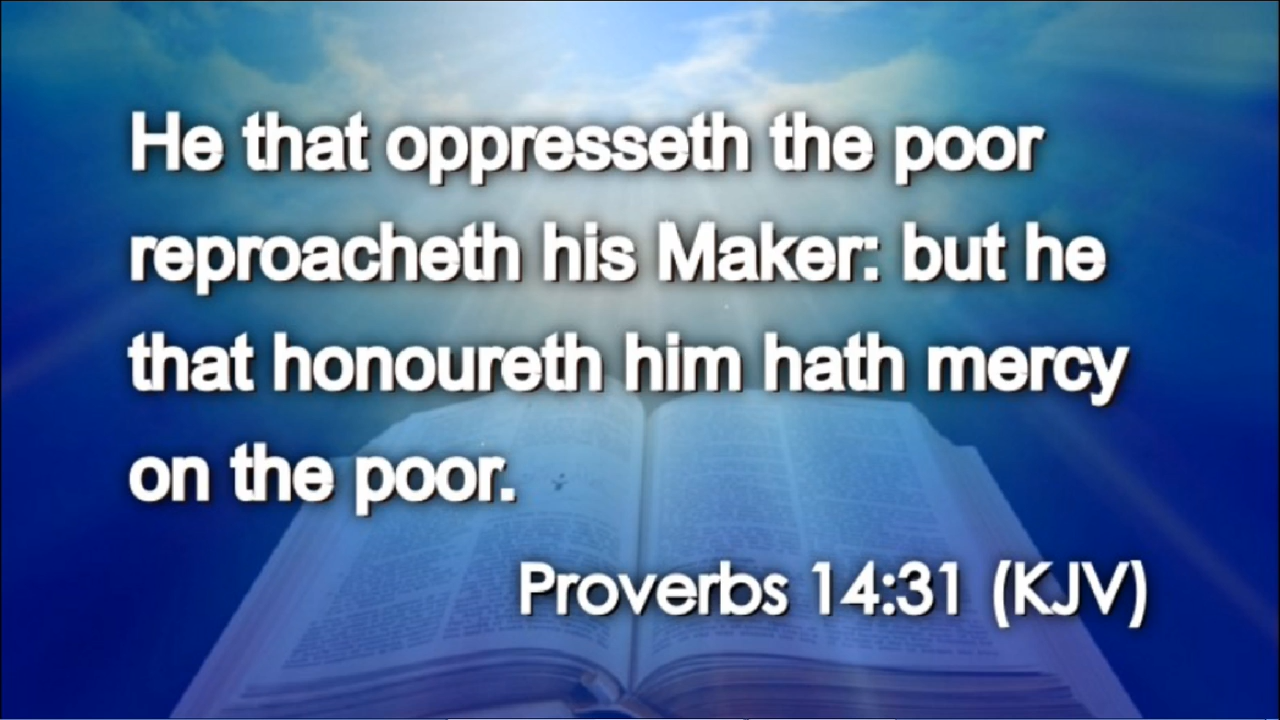 He that oppresseth the poor
reproacheth his Maker: but he
that honoureth him hath mercy
on the poor.
Proverbs 14:31 (KJV)